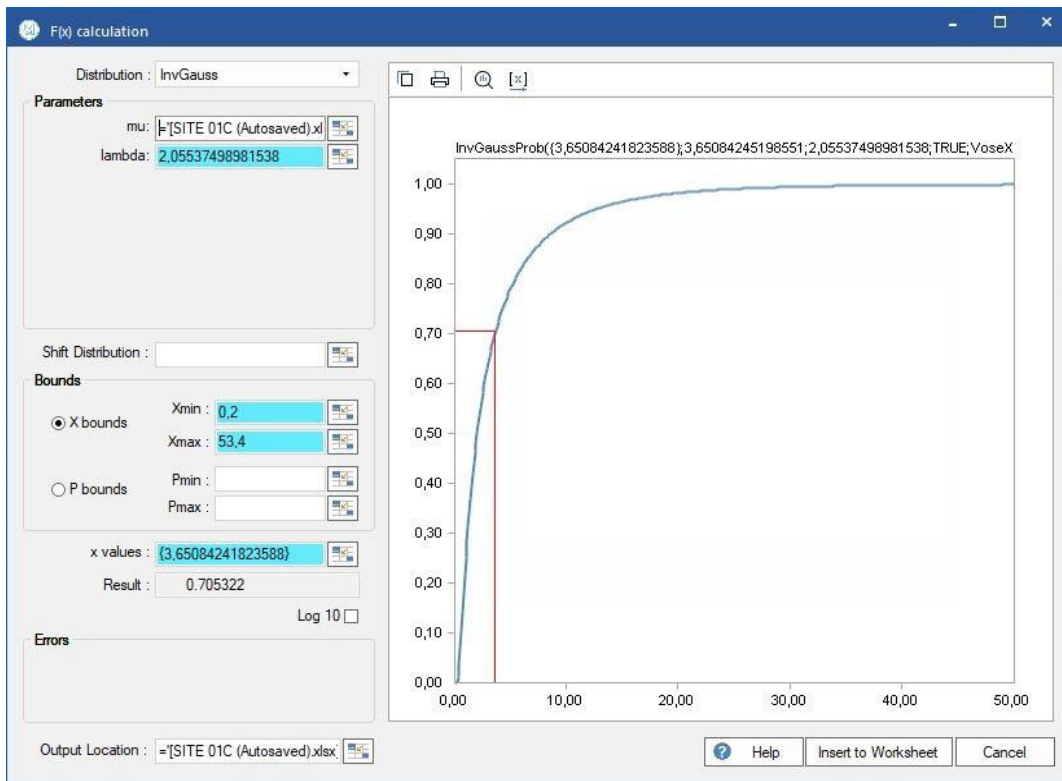 F(x) calculation
Distribution : InvGauss
Parameters
mu: ='[SITE 01C (Autosaved).xl
lambda: 2,05537498981538
Shift Distribution :
Bounds
X bounds
Xmin : 0,2
Xmax : 53,4
P bounds
Pmin :
Pmax :
x values : {3,65084241823588}
Result : 0.705322
Log 10
Errors
Output Location : ='[SITE 01C (Autosaved).xlsx]
[x]
InvGaussProb({3,65084241823588};3,65084245198551;2,05537498981538;TRUE;VoseX
1,00
0,90
0,80
0,70
0,60
0,50
0,40
0,30
0,20
0,10
0,00
0,00 10,00 20,00 30,00 40,00 50,00
? Help Insert to Worksheet Cancel